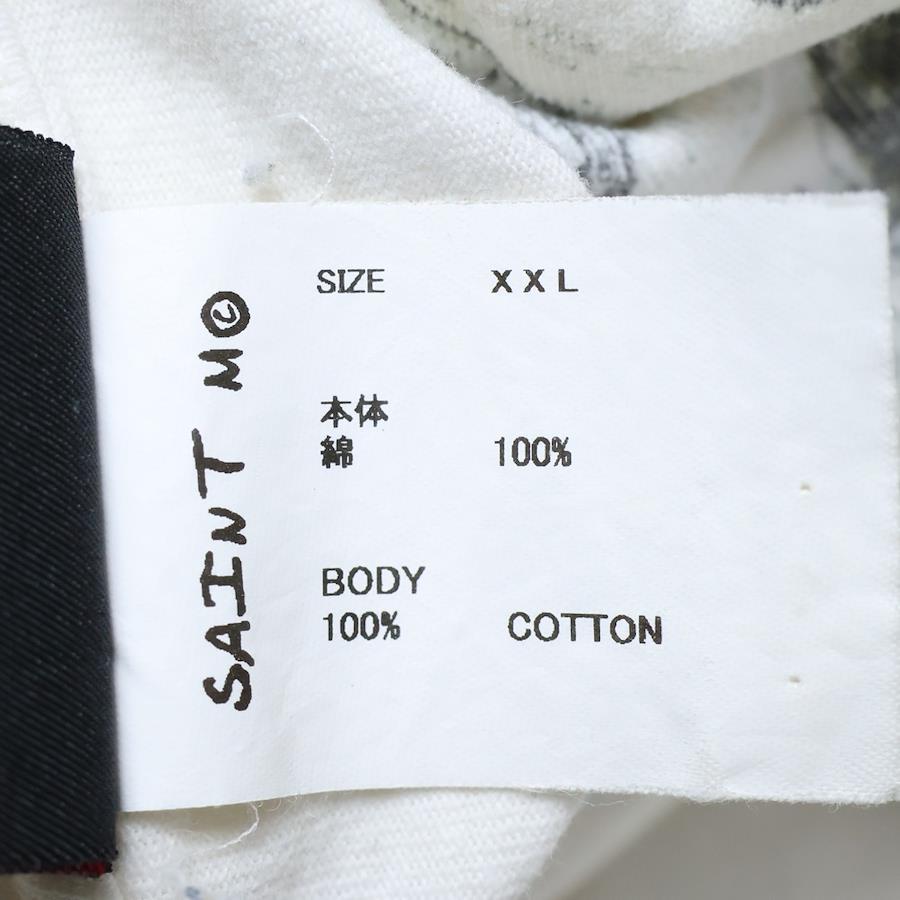 SAINT M©
SIZE XXL
本体
綿 100%
BODY
100% COTTON